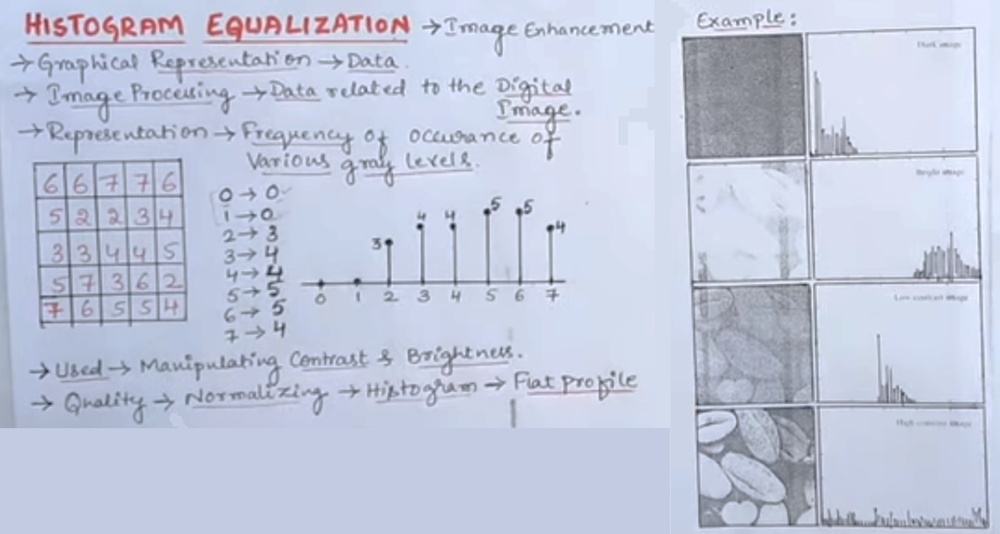 HISTOGRAM EQUALIZATION → Image Enhancement
→ Graphical Representation → Data.
→ Image Processing → Data related to the Digital
Image.
→ Representation → Frequency of occurance of
Various gray levels.
6 6 7 7 6
5 2 2 3 4
3 3 4 4 5
5 7 3 6 2
7 6 5 5 4
0 → 0
1 → 0
2 → 3
3 → 4
4 → 4
5 → 5
6 → 5
7 → 4
3 4 4 5 5 4
0 1 2 3 4 5 6 7
→ Used → Manipulating Contrast & Brightness.
→ Quality → Normalizing → Histogram → Flat profile
Example:
Dark image
Bright image
Low contrast image
High contrast image